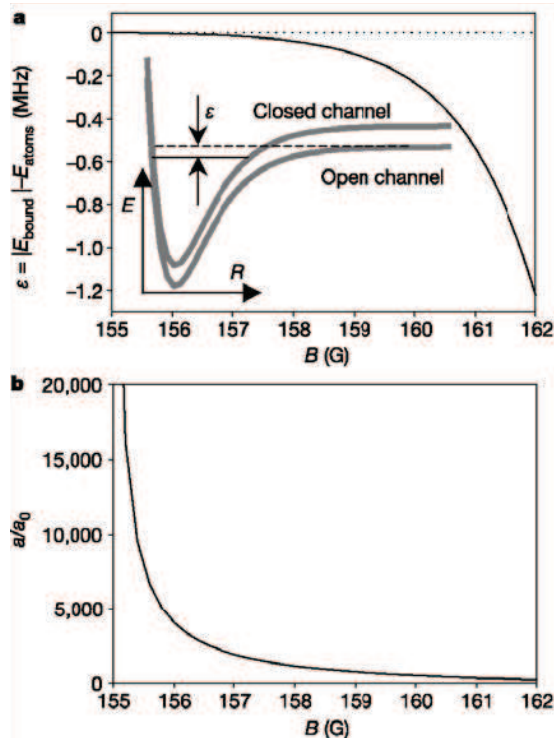 a
0
-0.2
-0.4
-0.6
-0.8
-1.0
-1.2
ε = |E_bound|−E_atoms (MHz)
Closed channel
ε
Open channel
E
R
155 156 157 158 159 160 161 162
B (G)
b
20,000
15,000
10,000
5,000
0
a/a₀
155 156 157 158 159 160 161 162
B (G)